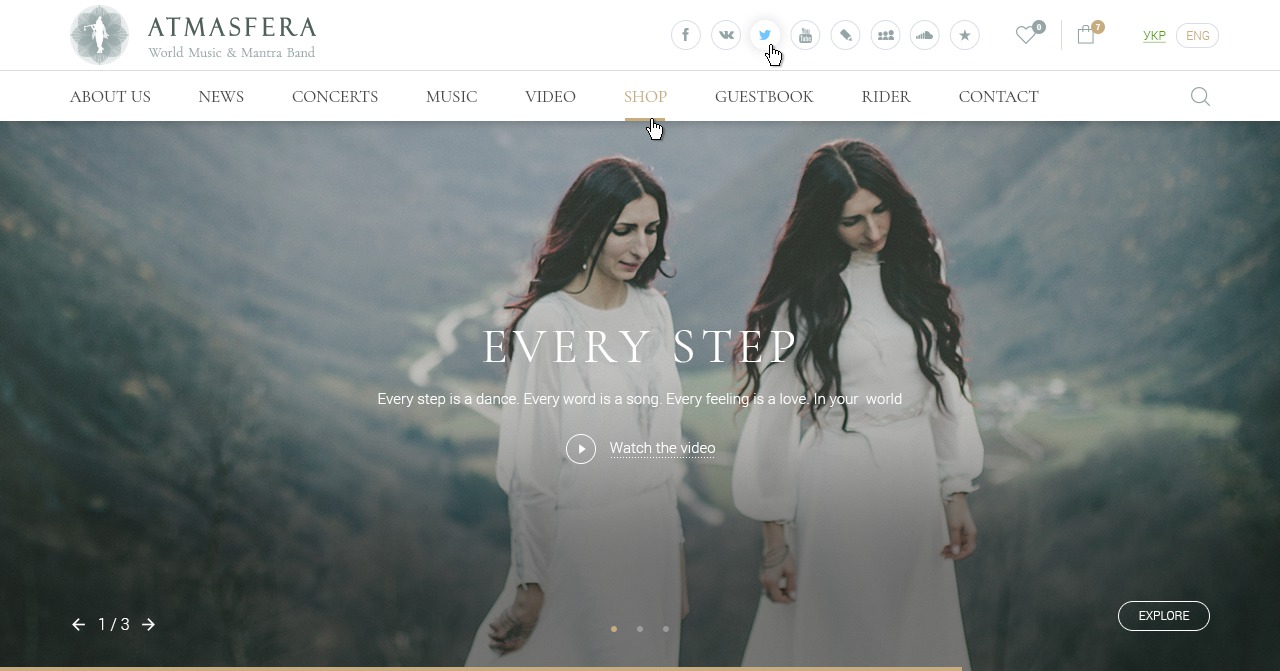 ATMASFERA
World Music & Mantra Band
f
You Tube
0
7
УКР
ENG
ABOUT US
NEWS
CONCERTS
MUSIC
VIDEO
SHOP
GUESTBOOK
RIDER
CONTACT
EVERY STEP
Every step is a dance. Every word is a song. Every feeling is a love. In your  world
Watch the video
1 / 3
EXPLORE